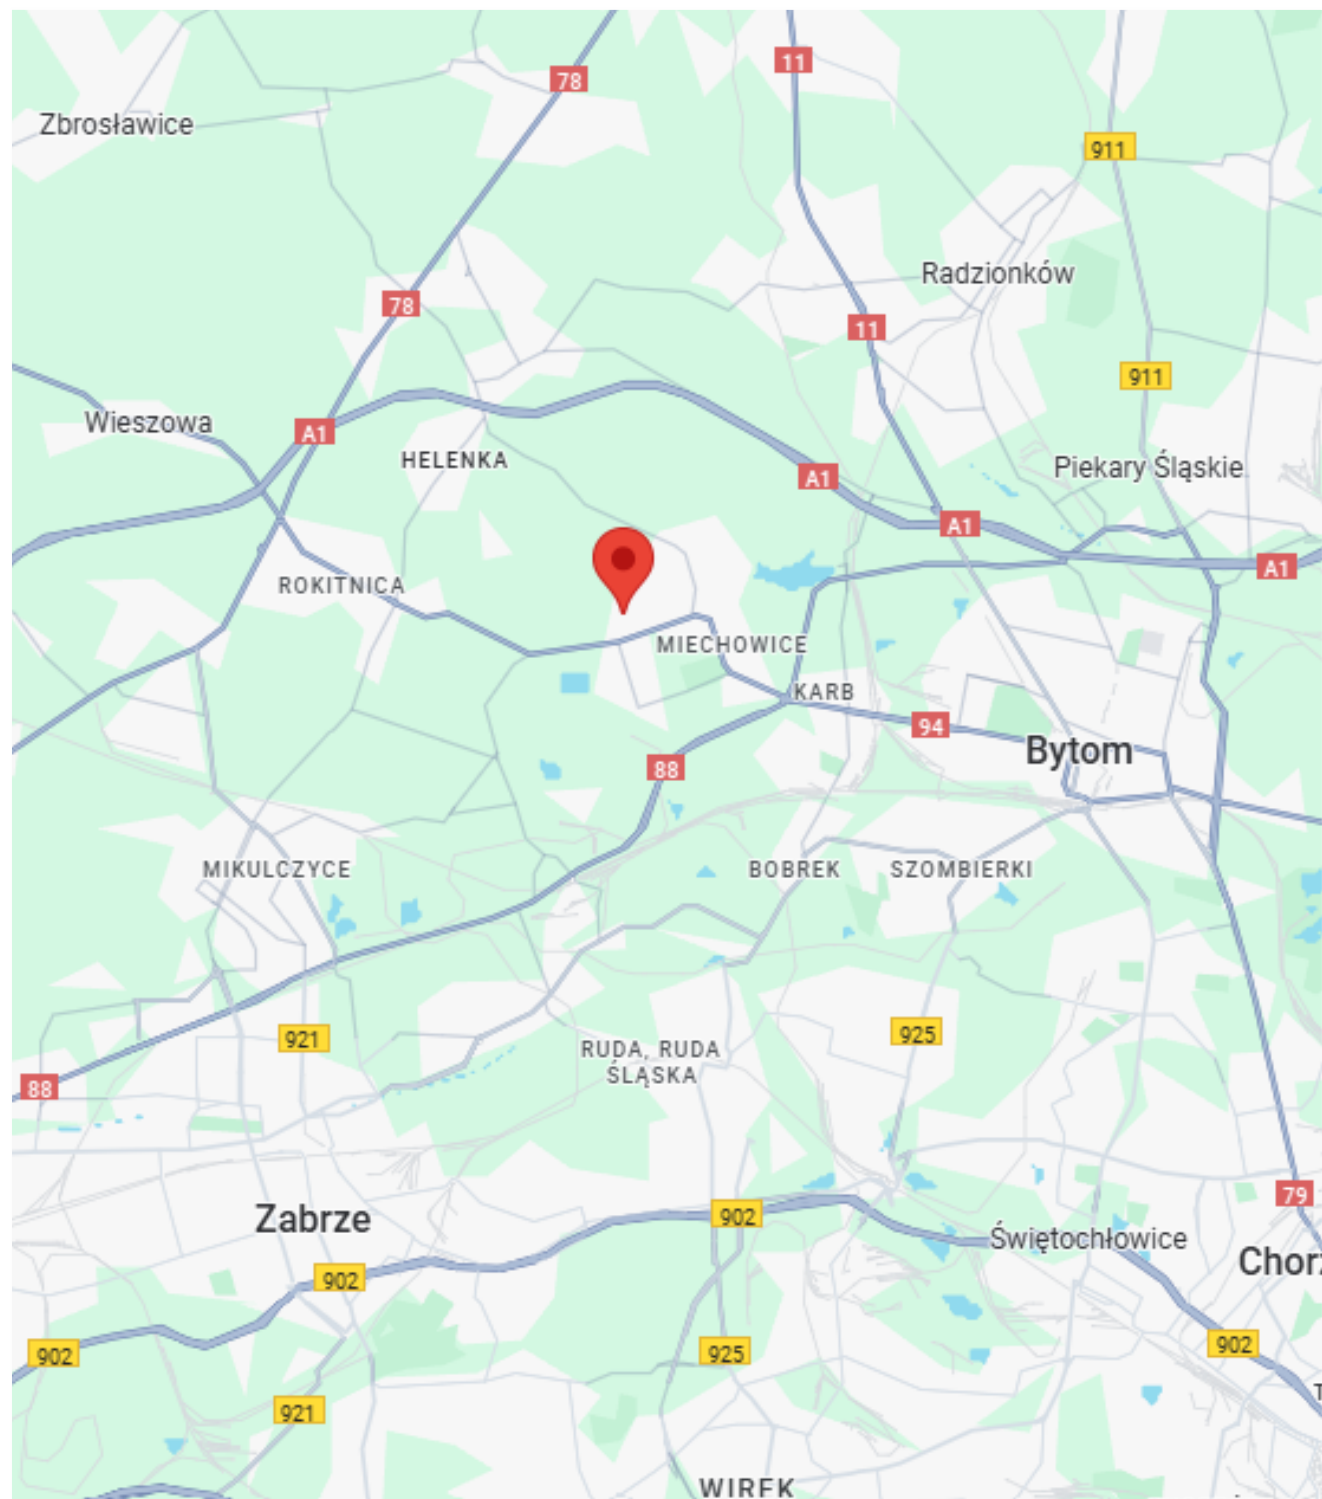 11
78
Zbrosławice
911
Radzionków
78
11
911
Wieszowa
A1
HELENKA
Piekary Śląskie
A1
A1
A1
ROKITNICA
MIECHOWICE
KARB
94
Bytom
88
MIKULCZYCE
BOBREK
SZOMBIERKI
921
925
RUDA, RUDA
ŚLĄSKA
88
79
Zabrze
902
Świętochłowice
Chorz
902
902
925
902
921
WIREK